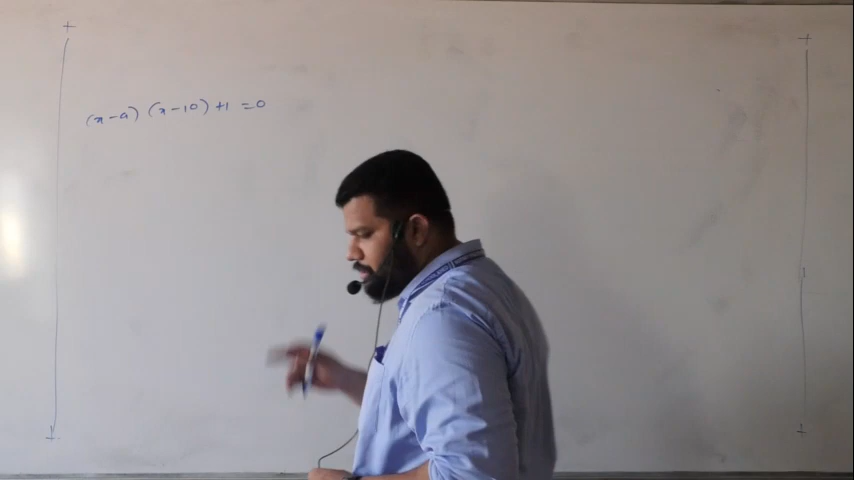 (x-a) (x-10) +1 =0